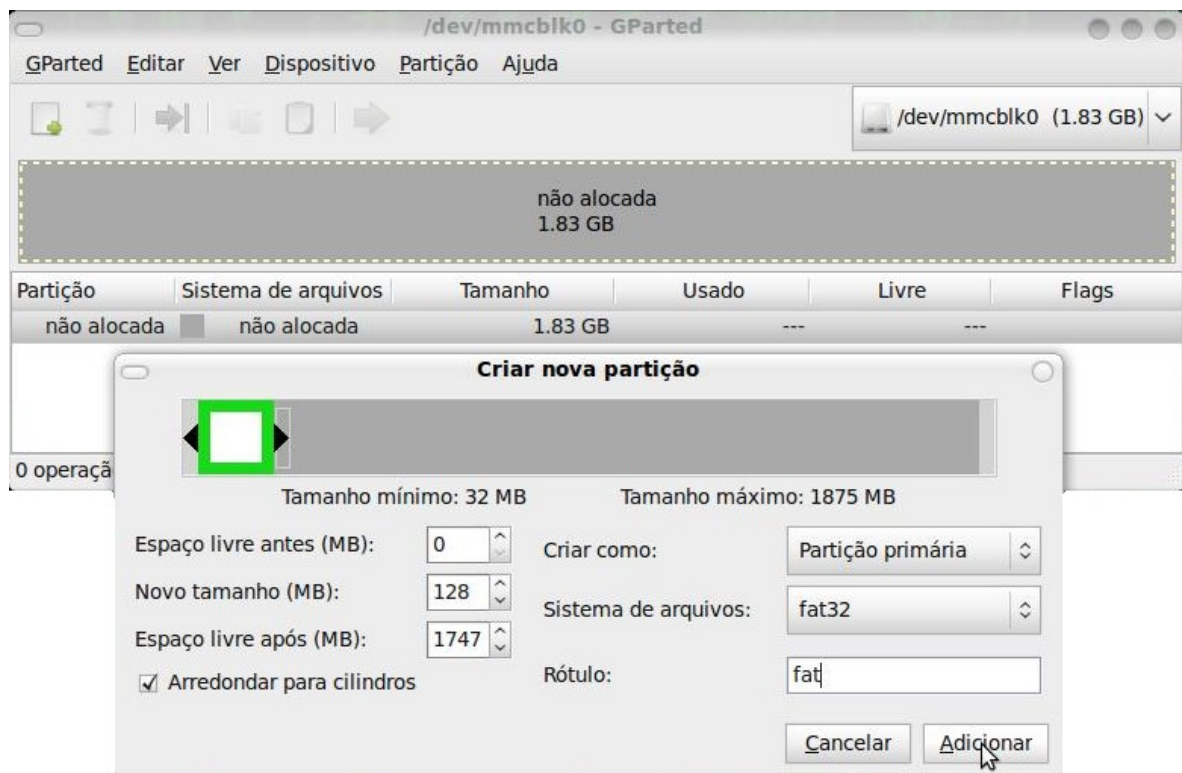 /dev/mmcblk0 - GParted
GParted Editar Ver Dispositivo Partição Ajuda
/dev/mmcblk0 (1.83 GB)
não alocada
1.83 GB
Partição Sistema de arquivos Tamanho Usado Livre Flags
não alocada não alocada 1.83 GB --- ---
Criar nova partição
0 operaçã
Tamanho mínimo: 32 MB Tamanho máximo: 1875 MB
Espaço livre antes (MB): 0 Criar como: Partição primária
Novo tamanho (MB): 128 Sistema de arquivos: fat32
Espaço livre após (MB): 1747
Arredondar para cilindros Rótulo: fat
Cancelar Adicionar